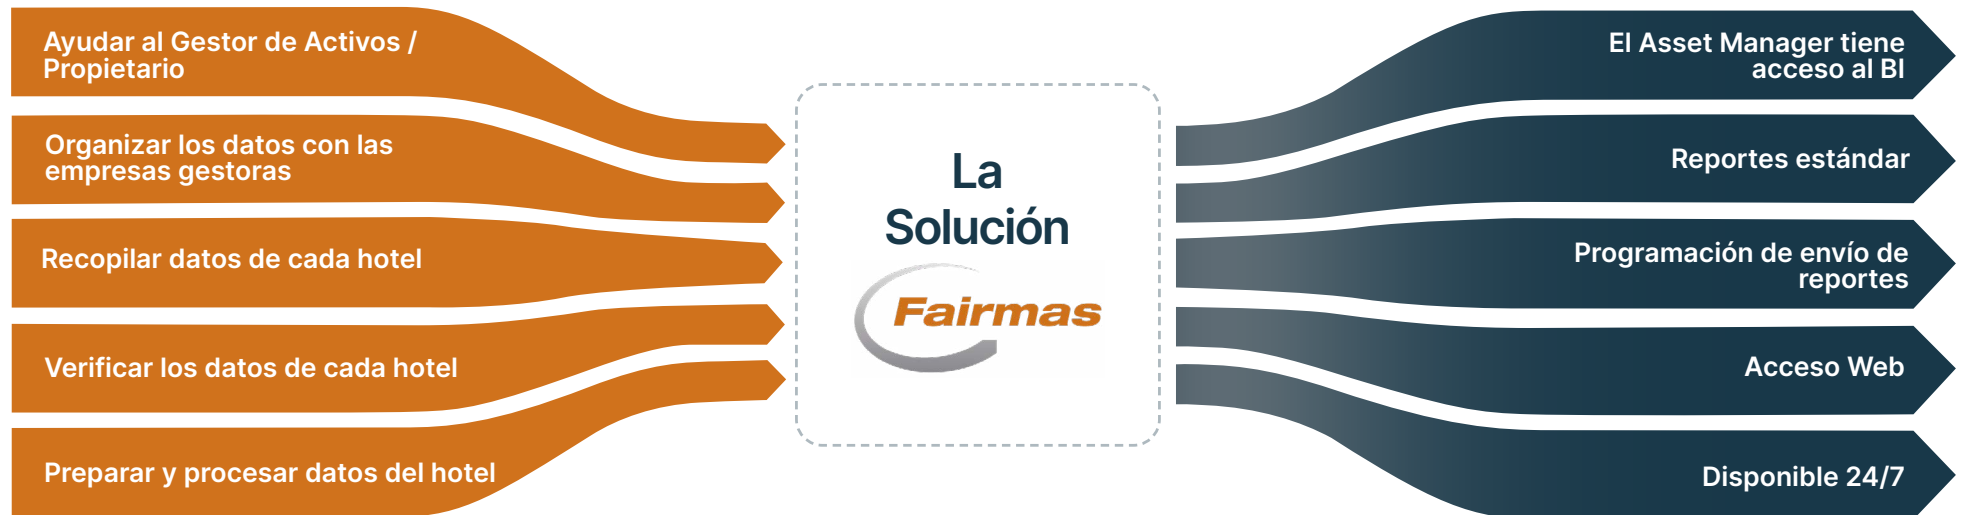 Ayudar al Gestor de Activos /
Propietario
Organizar los datos con las
empresas gestoras
Recopilar datos de cada hotel
Verificar los datos de cada hotel
Preparar y procesar datos del hotel
La
Solución
Fairmas
El Asset Manager tiene
acceso al BI
Reportes estándar
Programación de envío de
reportes
Acceso Web
Disponible 24/7